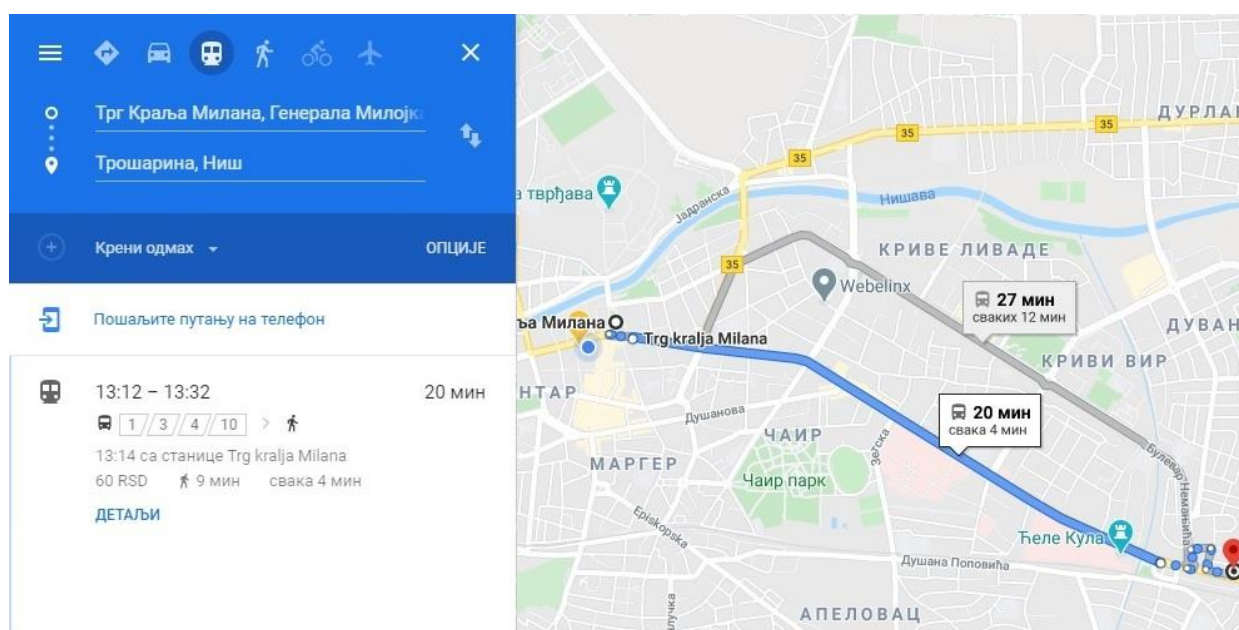 Трг Краља Милана, Генерала Милојк
Трошарина, Ниш
Крени одмах
ОПЦИЈЕ
Пошаљите путању на телефон
13:12 – 13:32
20 мин
1 3 4 10
13:14 са станице Trg kralja Milana
60 RSD 9 мин свака 4 мин
ДЕТАЉИ
35
35
35
35
ДУРЛАН
а тврђава
Јадранска
Нишава
КРИВЕ ЛИВАДЕ
Webelinx
27 мин
сваких 12 мин
ДУВАН
ља Милана
Trg kralja Milana
КРИВИ ВИР
НТАР
Душанова
20 мин
свака 4 мин
ЧАИР
Зетска
МАРГЕР
Чаир парк
Булевар Немањића
Episkopska
Ћеле Кула
Душана Поповића
АПЕЛОВАЦ